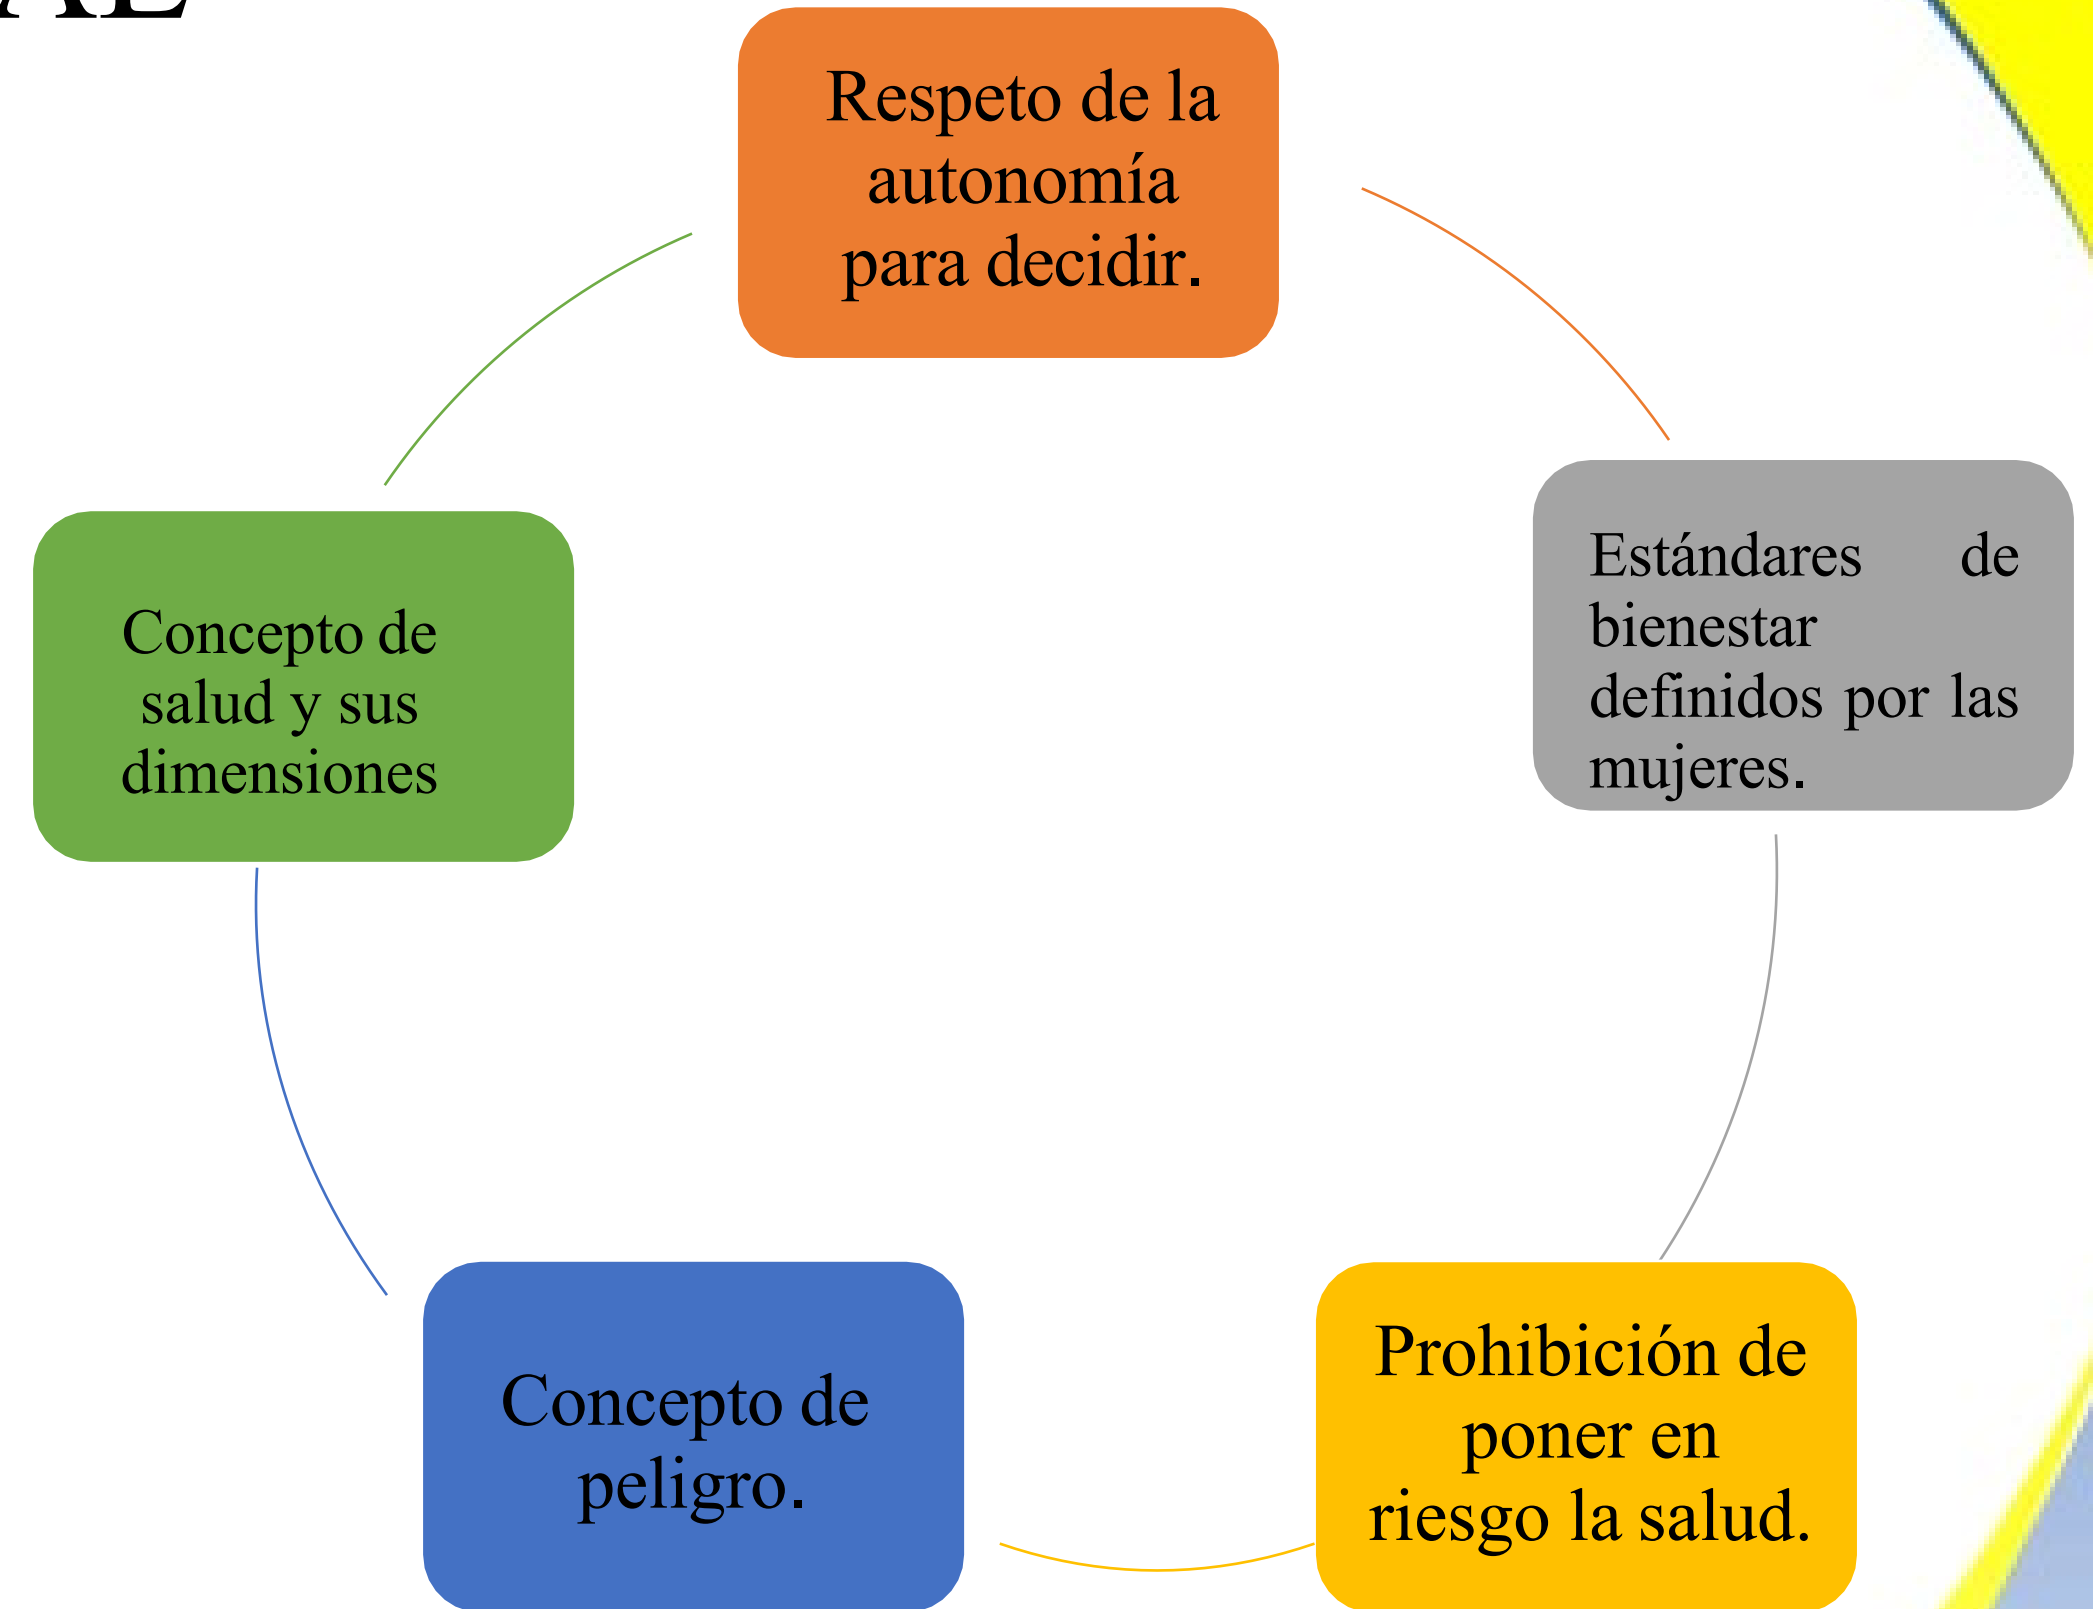 Respeto de la
autonomía
para decidir.
Estándares de
bienestar
definidos por las
mujeres.
Prohibición de
poner en
riesgo la salud.
Concepto de
peligro.
Concepto de
salud y sus
dimensiones